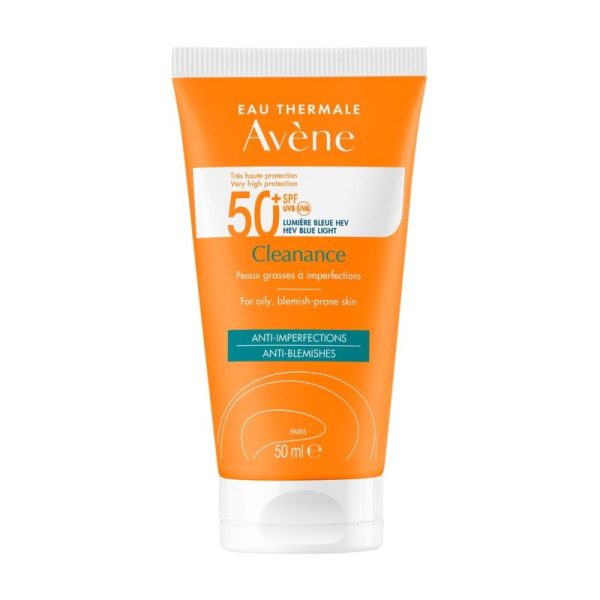 EAU THERMALE
Avène
Très haute protection
Very high protection
50+ SPF
UVB UVA
LUMIÈRE BLEUE HEV
HEV BLUE LIGHT
Cleanance
Peaux grasses à imperfections
For oily, blemish-prone skin
ANTI-IMPERFECTIONS
ANTI-BLEMISHES
PARIS
50 ml ℮